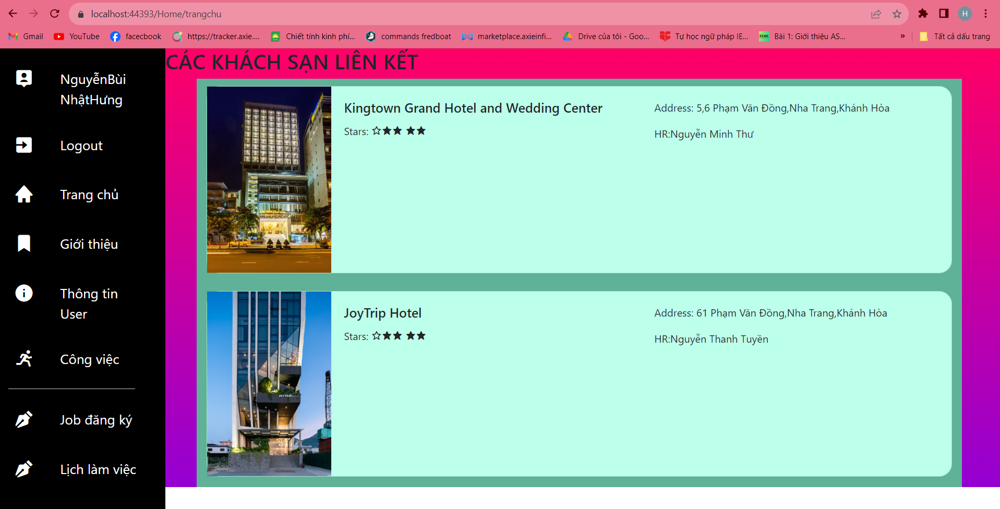 localhost:44393/Home/trangchu
H
Gmail
YouTube
facecbook
https://tracker.axie....
Chiết tính kinh phí...
commands fredboat
marketplace.axieinfi...
Drive của tôi - Goo...
Tự học ngữ pháp IE...
Bài 1: Giới thiệu AS...
»
Tất cả dấu trang
NguyễnBùi
NhậtHưng
Logout
Trang chủ
Giới thiệu
Thông tin
User
Công việc
Job đăng ký
Lịch làm việc
CÁC KHÁCH SẠN LIÊN KẾT
Kingtown Grand Hotel and Wedding Center
Stars:
Address: 5,6 Phạm Văn Đồng,Nha Trang,Khánh Hòa
HR:Nguyễn Minh Thư
JoyTrip Hotel
Stars:
Address: 61 Phạm Văn Đồng,Nha Trang,Khánh Hòa
HR:Nguyễn Thanh Tuyền
JOYTRIP